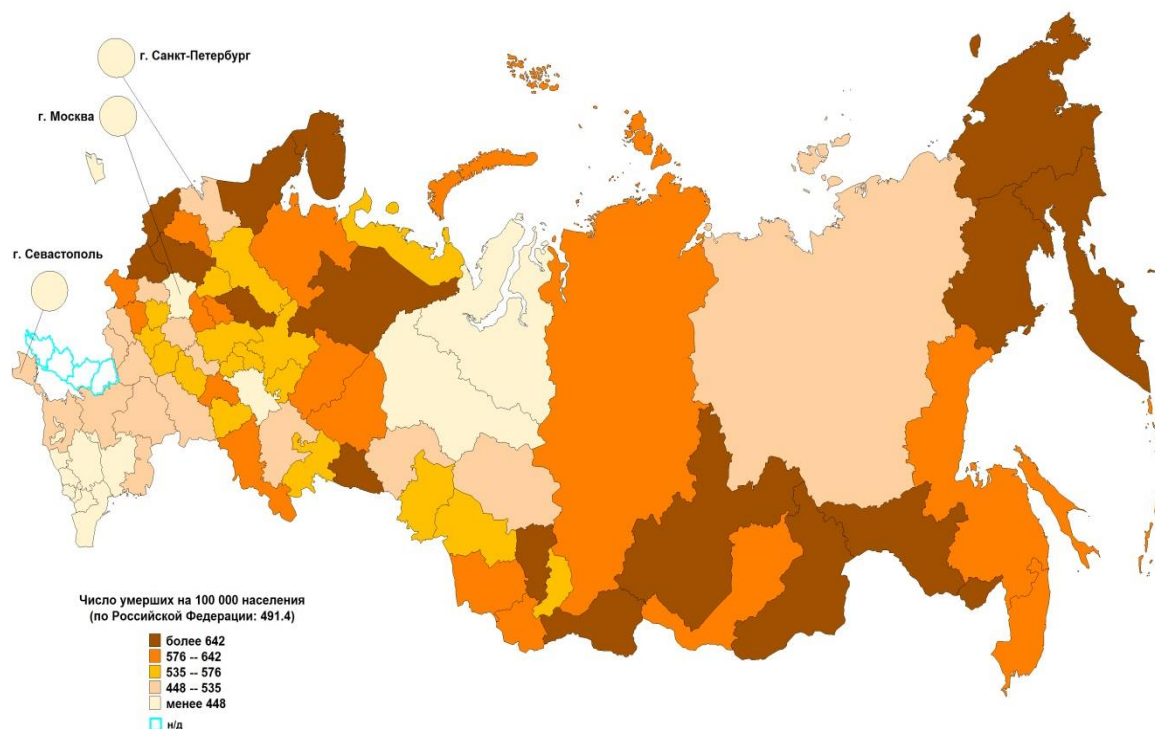 г. Санкт-Петербург
г. Москва
г. Севастополь
Число умерших на 100 000 населения
(по Российской Федерации: 491.4)
более 642
576 -- 642
535 -- 576
448 -- 535
менее 448
н/д